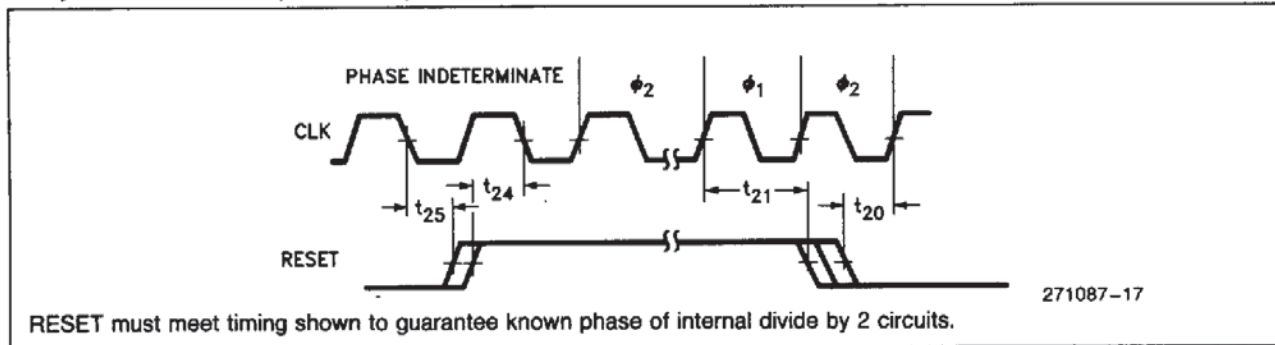 PHASE INDETERMINATE ϕ2 ϕ1 ϕ2
CLK
t24 t21
t25 t20
RESET
271087–17
RESET must meet timing shown to guarantee known phase of internal divide by 2 circuits.